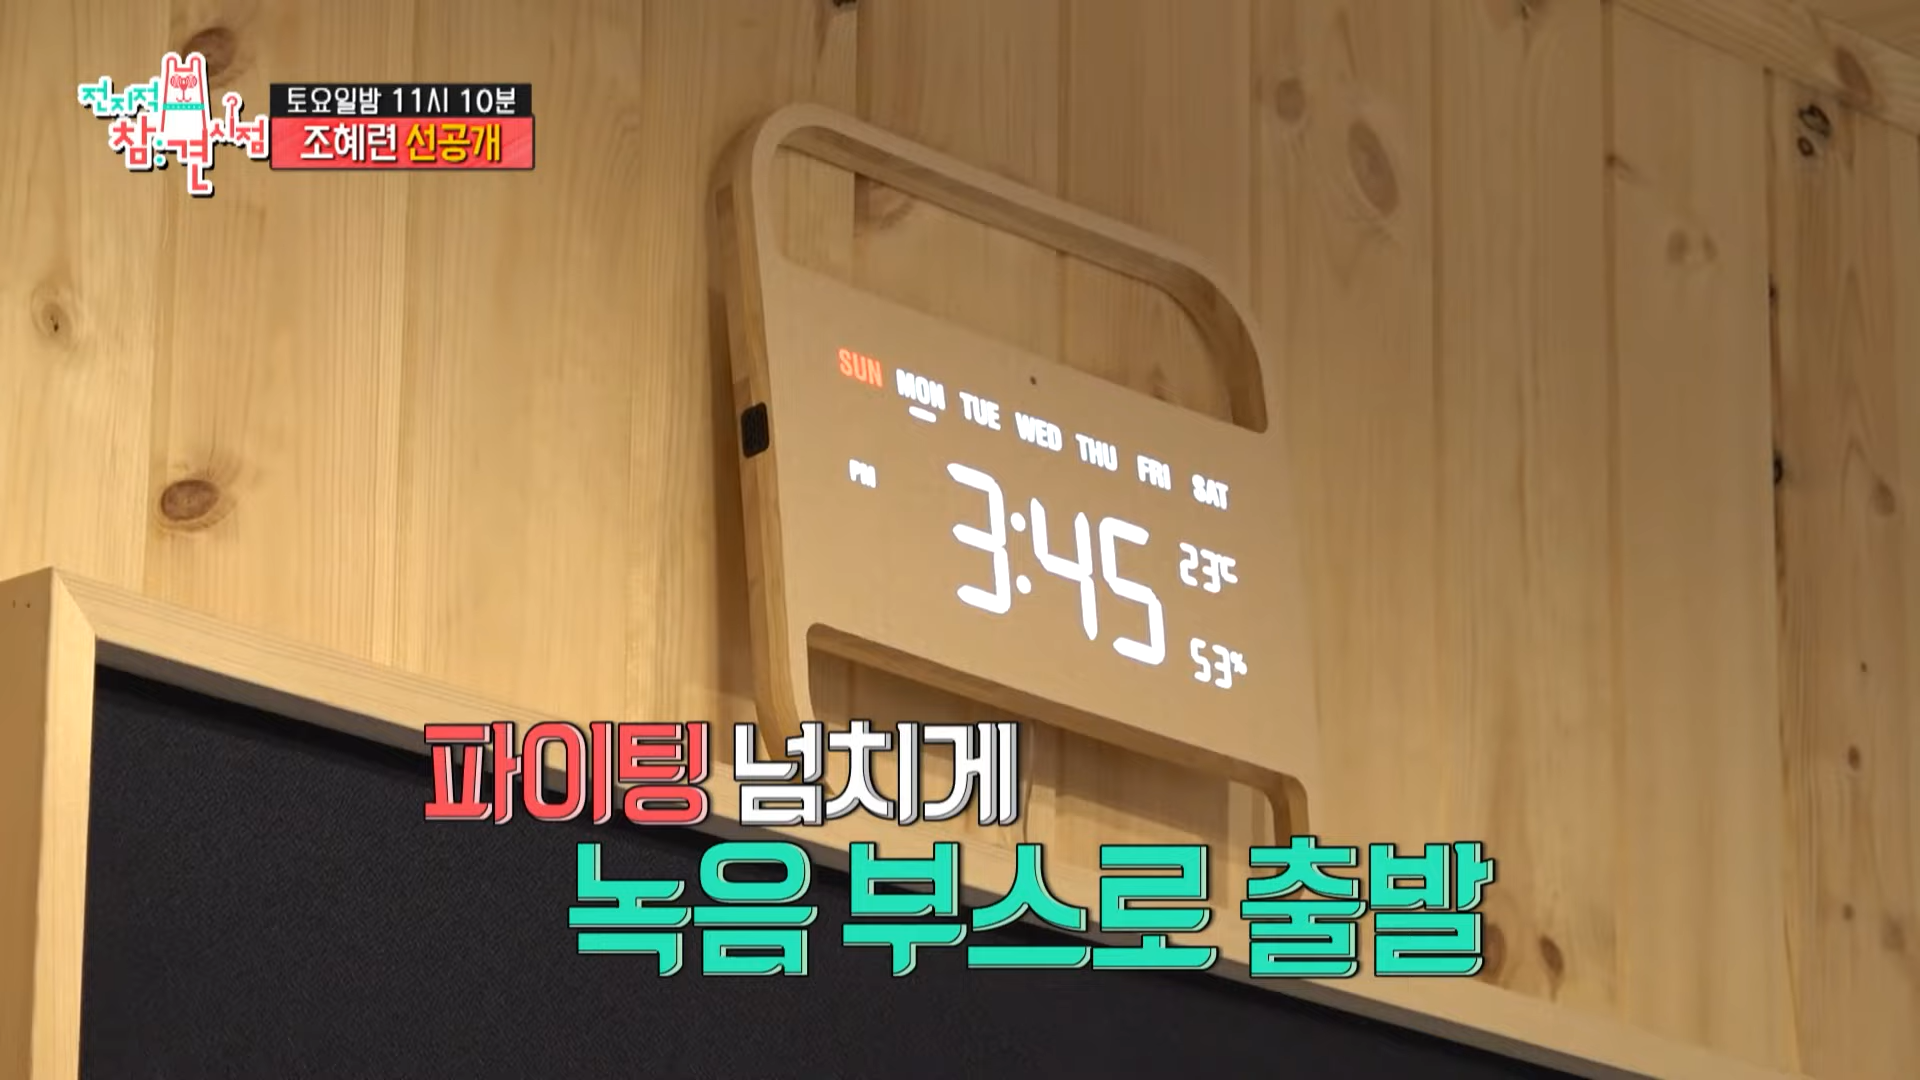 전지적
참견
시점
토요일밤 11시 10분
조혜련 선공개
SUN MON TUE WED THU FRI SAT
PM
3:45
23℃
53%
파이팅 넘치게
녹음 부스로 출발